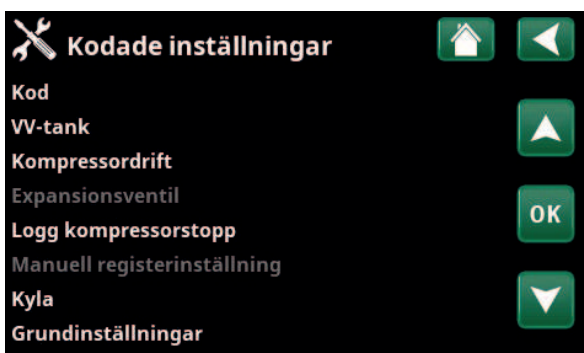 Kodade inställningar
Kod
VV-tank
Kompressordrift
Expansionsventil
OK
Logg kompressorstopp
Manuell registerinställning
Kyla
Grundinställningar